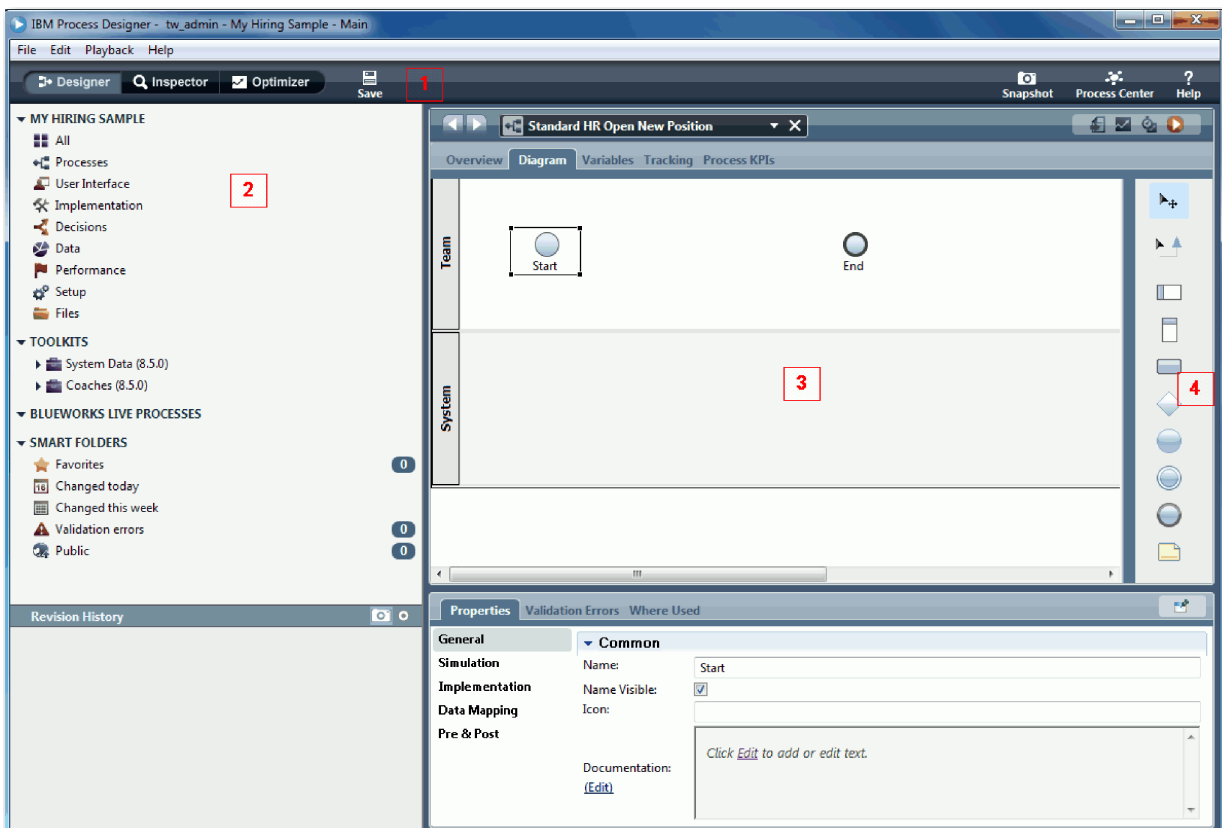 IBM Process Designer - tw_admin - My Hiring Sample - Main
File Edit Playback Help
Designer Inspector Optimizer Save 1 Snapshot Process Center Help
MY HIRING SAMPLE
All
Processes
User Interface
2
Implementation
Decisions
Data
Performance
Setup
Files
TOOLKITS
System Data (8.5.0)
Coaches (8.5.0)
BLUEWORKS LIVE PROCESSES
SMART FOLDERS
Favorites 0
16 Changed today
Changed this week
Validation errors 0
Public 0
Revision History
Standard HR Open New Position
Overview Diagram Variables Tracking Process KPIs
Team
Start End
System
3
4
Properties Validation Errors Where Used
General
Simulation
Implementation
Data Mapping
Pre & Post
Common
Name: Start
Name Visible:
Icon:
Documentation:
(Edit)
Click Edit to add or edit text.